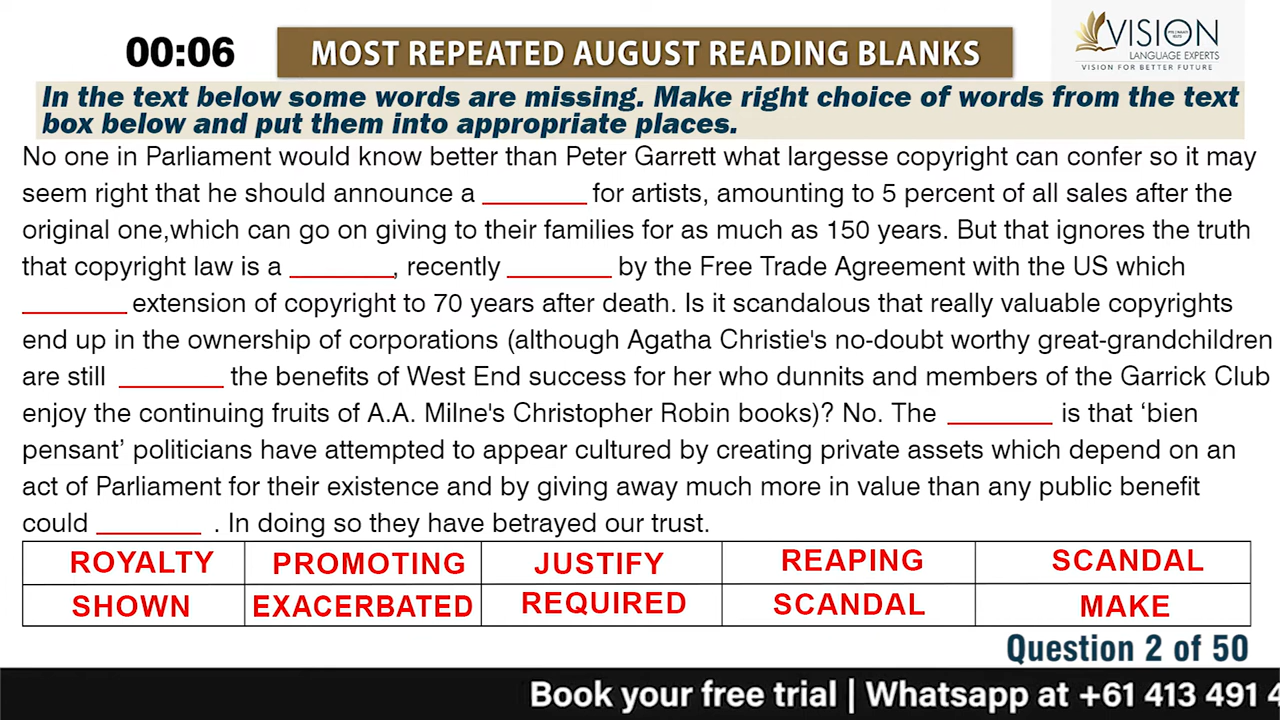 00:06
MOST REPEATED AUGUST READING BLANKS
VISION
LANGUAGE EXPERTS
VISION FOR BETTER FUTURE
In the text below some words are missing. Make right choice of words from the text
box below and put them into appropriate places.
No one in Parliament would know better than Peter Garrett what largesse copyright can confer so it may
seem right that he should announce a ________ for artists, amounting to 5 percent of all sales after the
original one,which can go on giving to their families for as much as 150 years. But that ignores the truth
that copyright law is a ________, recently ________ by the Free Trade Agreement with the US which
________ extension of copyright to 70 years after death. Is it scandalous that really valuable copyrights
end up in the ownership of corporations (although Agatha Christie's no-doubt worthy great-grandchildren
are still ________ the benefits of West End success for her who dunnits and members of the Garrick Club
enjoy the continuing fruits of A.A. Milne's Christopher Robin books)? No. The ________ is that ‘bien
pensant’ politicians have attempted to appear cultured by creating private assets which depend on an
act of Parliament for their existence and by giving away much more in value than any public benefit
could ________ . In doing so they have betrayed our trust.
ROYALTY PROMOTING JUSTIFY REAPING SCANDAL
SHOWN EXACERBATED REQUIRED SCANDAL MAKE
Question 2 of 50
Book your free trial | Whatsapp at +61 413 491